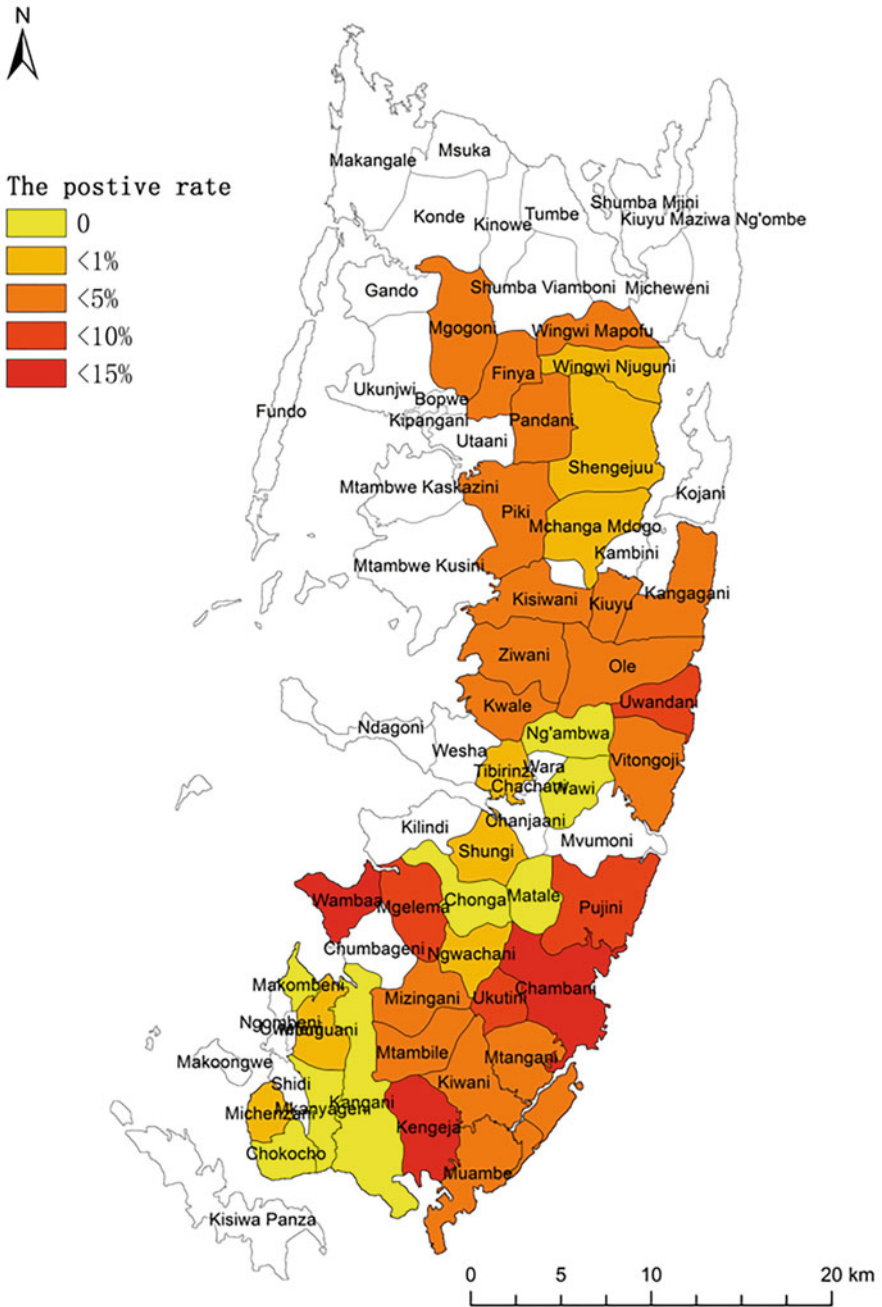 N
Msuka
Makangale
The postive rate
Shumba Mjini
0
Konde
Tumbe
Kiuyu Maziwa Ng'ombe
Kinowe
<1%
Gando
Shumba Viamboni
Micheweni
<5%
Mgogoni
Wingwi Mapofu
<10%
Finya
Wingwi Njuguni
<15%
Ukunjwi
Bopwe
Fundo
Kipangani
Pandani
Utaani
Shengejuu
Mtambwe Kaskazini
Kojani
Piki
Mchanga Mdogo
Kambini
Mtambwe Kusini
Kisiwani
Kiuyu
Kangagani
Ziwani
Ole
Kwale
Uwandani
Ndagoni
Ng'ambwa
Wesha
Vitongoji
Tibirinzi
Wara
Chachani
Wawi
Kilindi
Chanjaani
Mvumoni
Shungi
Wambaa
Mgelema
Chonga
Matale
Pujini
Chumbageni
Ngwachani
Makombeni
Mizingani
Ukutini
Chambani
Ngombeni
Mbuguani
Makoongwe
Mtambile
Mtangani
Shidi
Kiwani
Michenzani
Mkanyageni
Kangani
Kengeja
Chokocho
Muambe
Kisiwa Panza
0 5 10 20 km